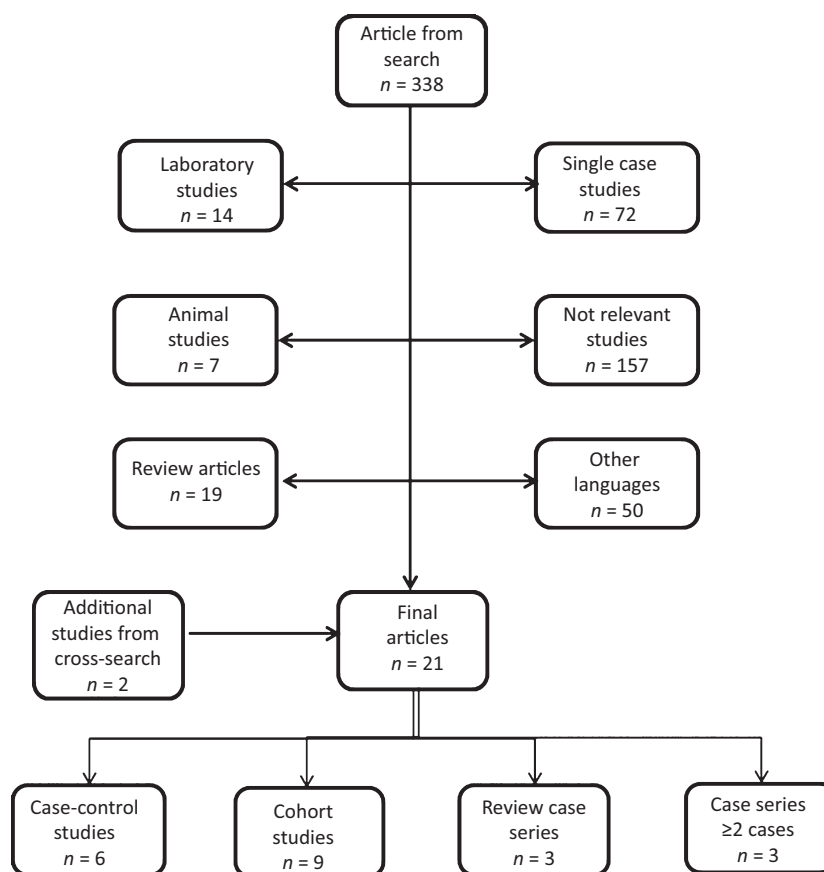 Article from
search
n = 338
Laboratory
studies
n = 14
Single case
studies
n = 72
Animal
studies
n = 7
Not relevant
studies
n = 157
Review articles
n = 19
Other
languages
n = 50
Additional
studies from
cross-search
n = 2
Final
articles
n = 21
Case-control
studies
n = 6
Cohort
studies
n = 9
Review case
series
n = 3
Case series
≥2 cases
n = 3